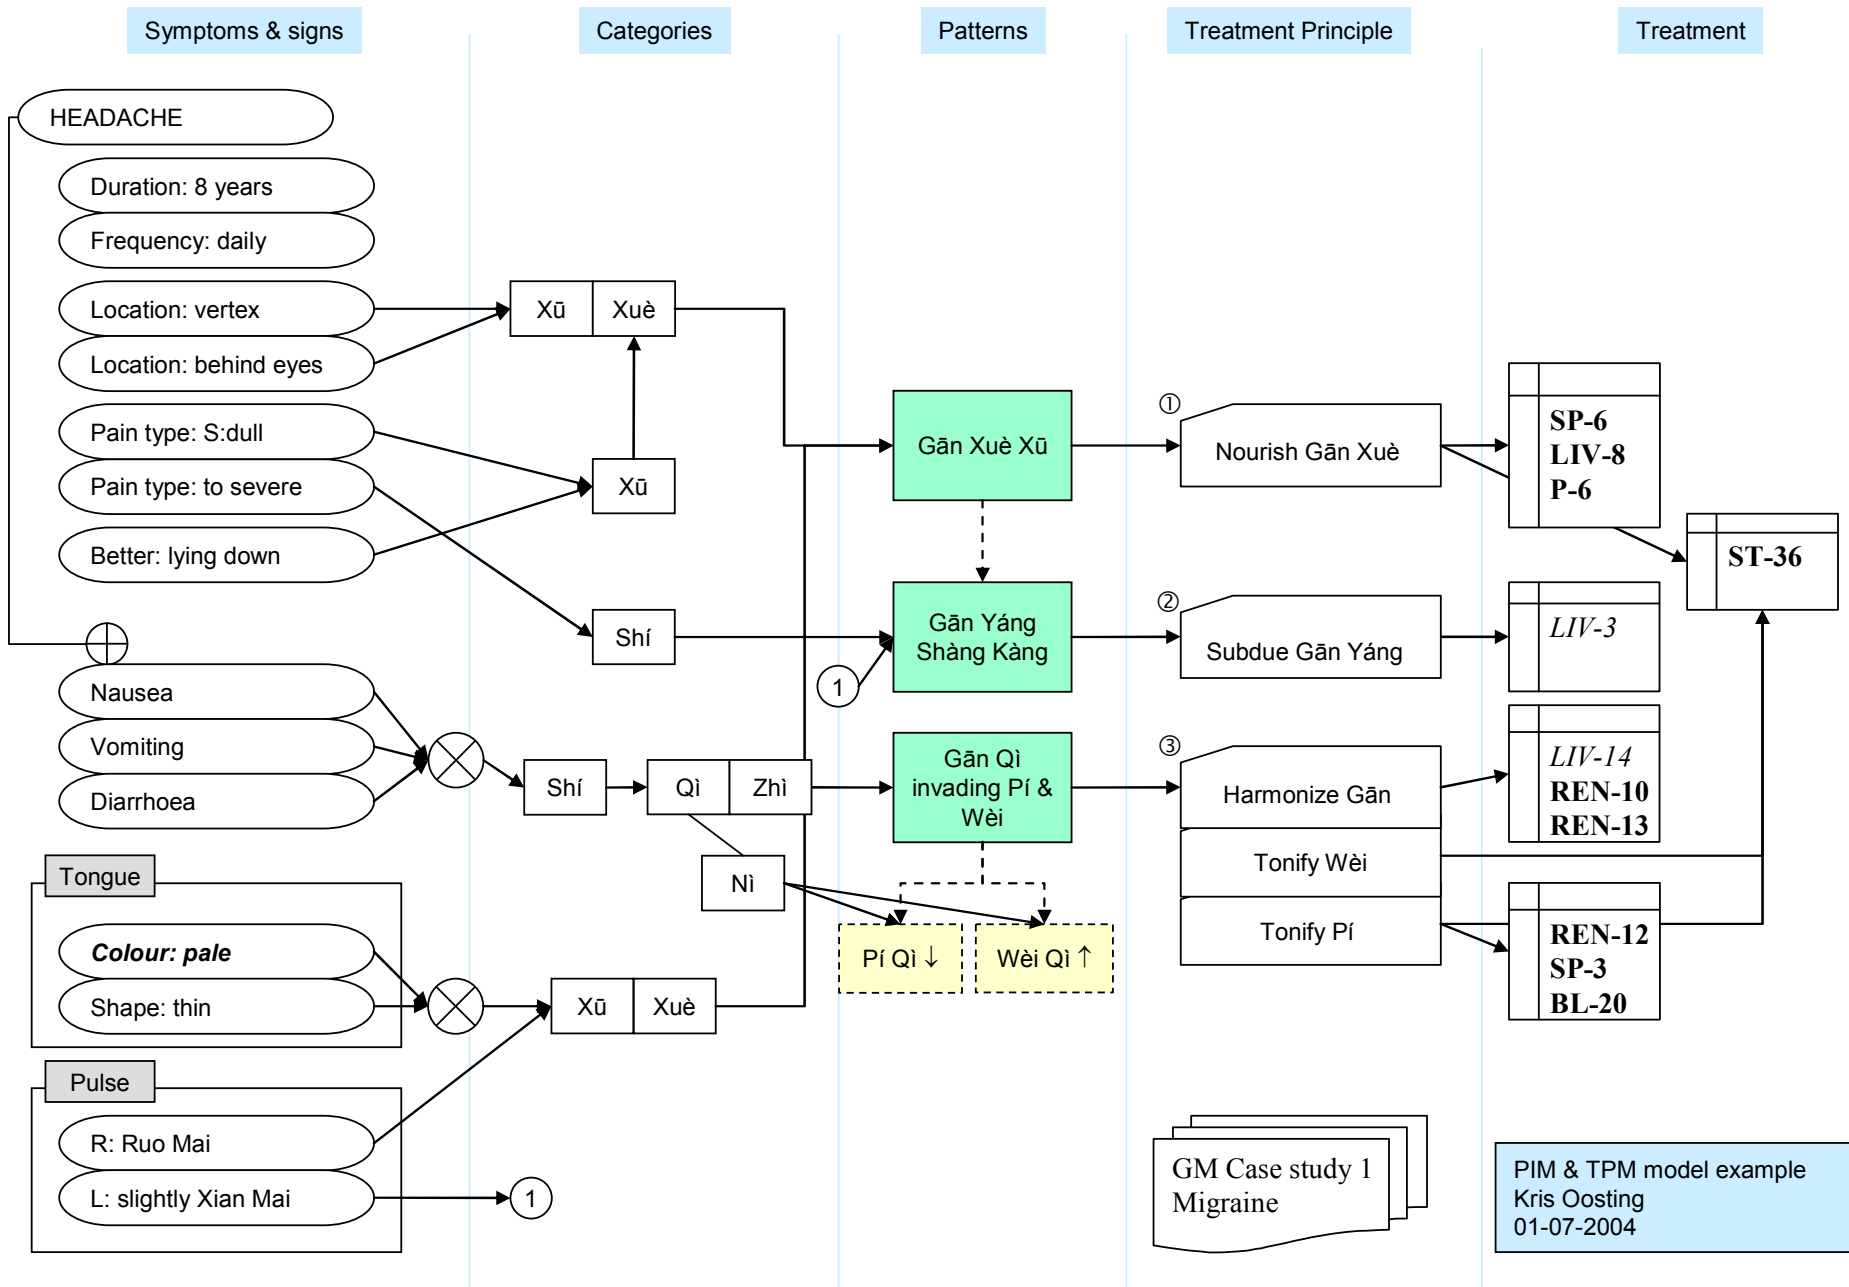 Symptoms & signs
Categories
Patterns
Treatment Principle
Treatment
HEADACHE
Duration: 8 years
Frequency: daily
Location: vertex
Location: behind eyes
Pain type: S:dull
Pain type: to severe
Better: lying down
Nausea
Vomiting
Diarrhoea
Tongue
Colour: pale
Shape: thin
Pulse
R: Ruo Mai
L: slightly Xian Mai
1
Xū
Xuè
Xū
Shí
Shí
Qì
Zhì
Nì
Xū
Xuè
Gān Xuè Xū
Gān Yáng
Shàng Kàng
1
Gān Qì
invading Pí &
Wèi
Pí Qì ↓
Wèi Qì ↑
①
Nourish Gān Xuè
②
Subdue Gān Yáng
③
Harmonize Gān
Tonify Wèi
Tonify Pí
SP-6
LIV-8
P-6
ST-36
LIV-3
LIV-14
REN-10
REN-13
REN-12
SP-3
BL-20
GM Case study 1
Migraine
PIM & TPM model example
Kris Oosting
01-07-2004